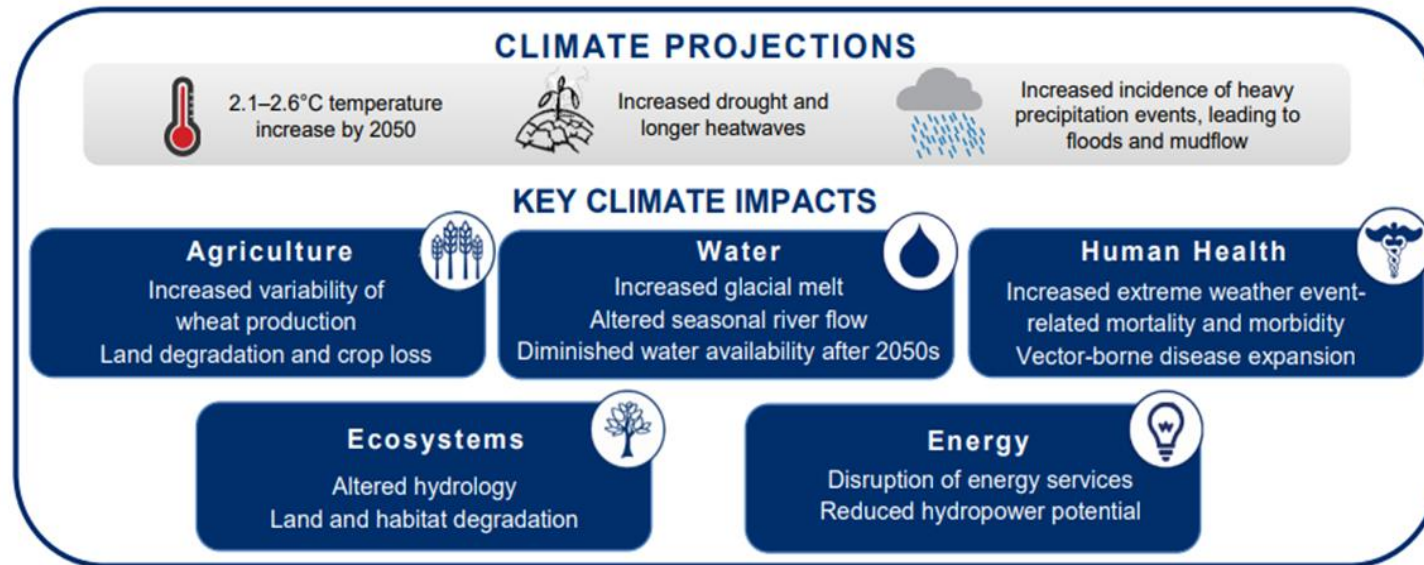 CLIMATE PROJECTIONS
2.1–2.6°C temperature
increase by 2050
Increased drought and
longer heatwaves
Increased incidence of heavy
precipitation events, leading to
floods and mudflow
KEY CLIMATE IMPACTS
Agriculture
Increased variability of
wheat production
Land degradation and crop loss
Water
Increased glacial melt
Altered seasonal river flow
Diminished water availability after 2050s
Human Health
Increased extreme weather event-
related mortality and morbidity
Vector-borne disease expansion
Ecosystems
Altered hydrology
Land and habitat degradation
Energy
Disruption of energy services
Reduced hydropower potential